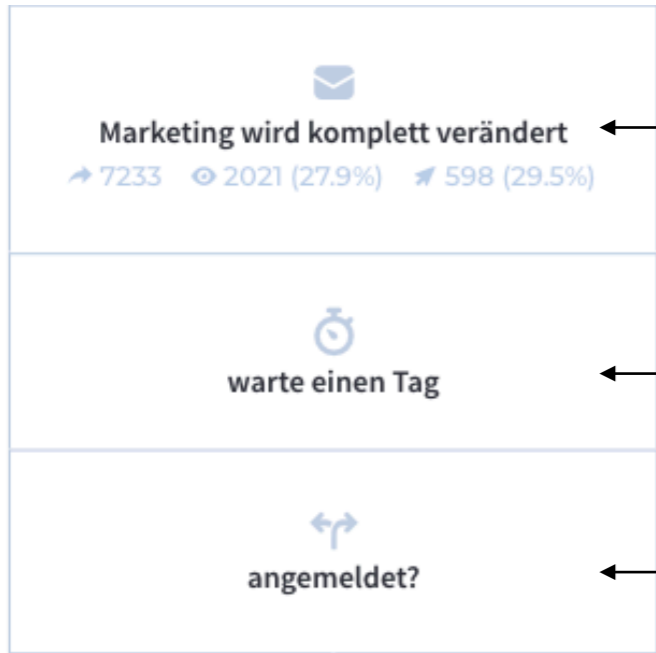 Marketing wird komplett verändert
7233 2021 (27.9%) 598 (29.5%)
warte einen Tag
angemeldet?